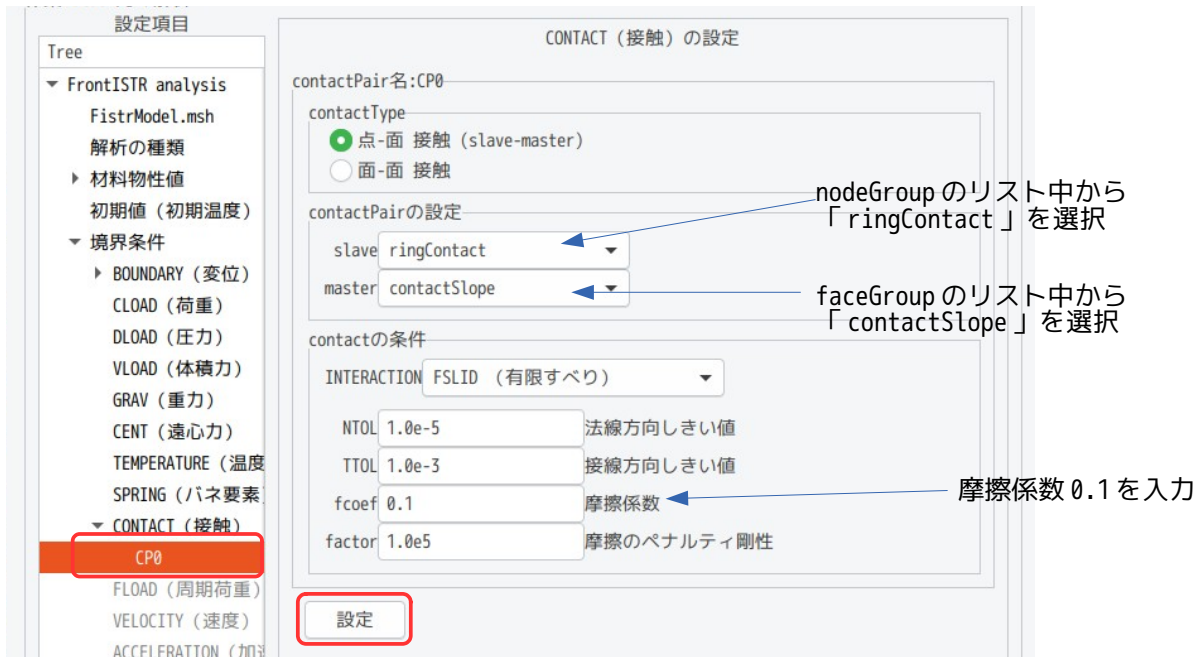 設定項目
Tree
FrontISTR analysis
FistrModel.msh
解析の種類
材料物性値
初期値（初期温度）
境界条件
BOUNDARY（変位）
CLOAD（荷重）
DLOAD（圧力）
VLOAD（体積力）
GRAV（重力）
CENT（遠心力）
TEMPERATURE（温度
SPRING（バネ要素）
CONTACT（接触）
CP0
FLOAD（周期荷重）
VELOCITY（速度）
ACCELERATION（加速
CONTACT（接触）の設定
contactPair名:CP0
contactType
点-面 接触（slave-master）
面-面 接触
contactPairの設定
slave ringContact
master contactSlope
contactの条件
INTERACTION FSLID （有限すべり）
NTOL 1.0e-5 法線方向しきい値
TTOL 1.0e-3 接線方向しきい値
fcoef 0.1 摩擦係数
factor 1.0e5 摩擦のペナルティ剛性
設定
nodeGroupのリスト中から
「ringContact」を選択
faceGroupのリスト中から
「contactSlope」を選択
摩擦係数0.1を入力